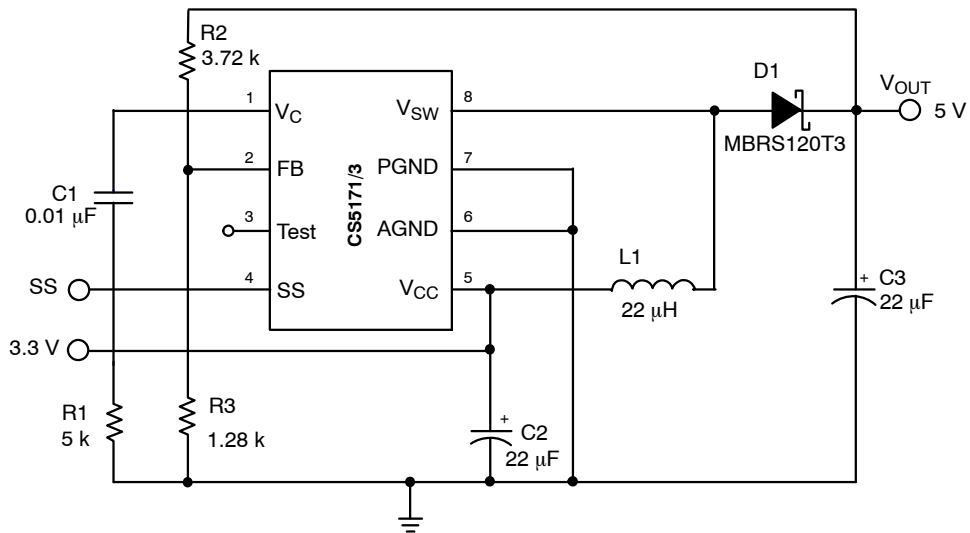 R2
3.72 k
D1
V_OUT
5 V
MBRS120T3
1
V_C
V_SW
8
2
FB
PGND
7
C1
0.01 μF
CS5171/3
3
Test
AGND
6
L1
22 μH
SS
4
SS
V_CC
5
C3
+
22 μF
3.3 V
R1
5 k
R3
1.28 k
+
C2
22 μF